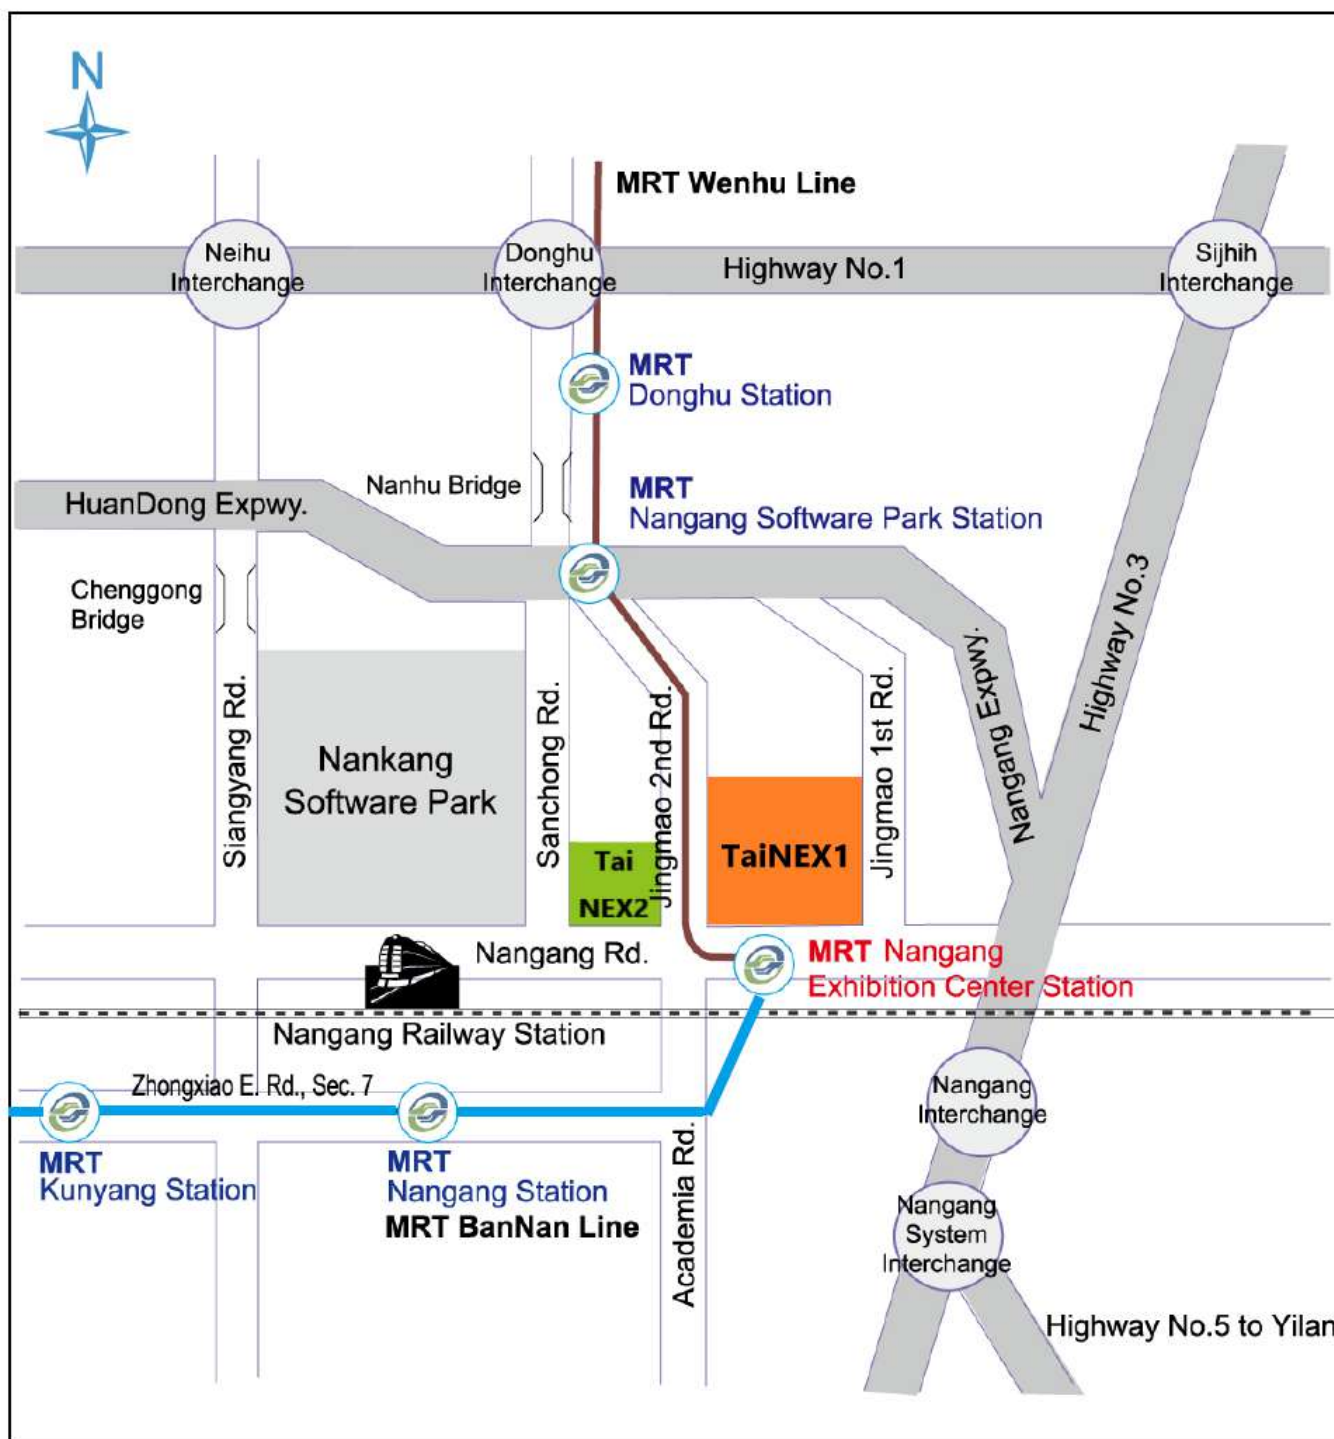 N
MRT Wenhu Line
Neihu
Interchange
Donghu
Interchange
Highway No.1
Sijhih
Interchange
MRT
Donghu Station
Nanhu Bridge
MRT
Nangang Software Park Station
HuanDong Expwy.
Chenggong
Bridge
Highway No.3
Nangang Expwy.
Siangyang Rd.
Nankang
Software Park
Sanchong Rd.
Jingmao 2nd Rd.
Jingmao 1st Rd.
Tai
NEX2
TaiNEX1
Nangang Rd.
MRT Nangang
Exhibition Center Station
Nangang Railway Station
Zhongxiao E. Rd., Sec. 7
Nangang
Interchange
MRT
Kunyang Station
MRT
Nangang Station
MRT BanNan Line
Academia Rd.
Nangang
System
Interchange
Highway No.5 to Yilan